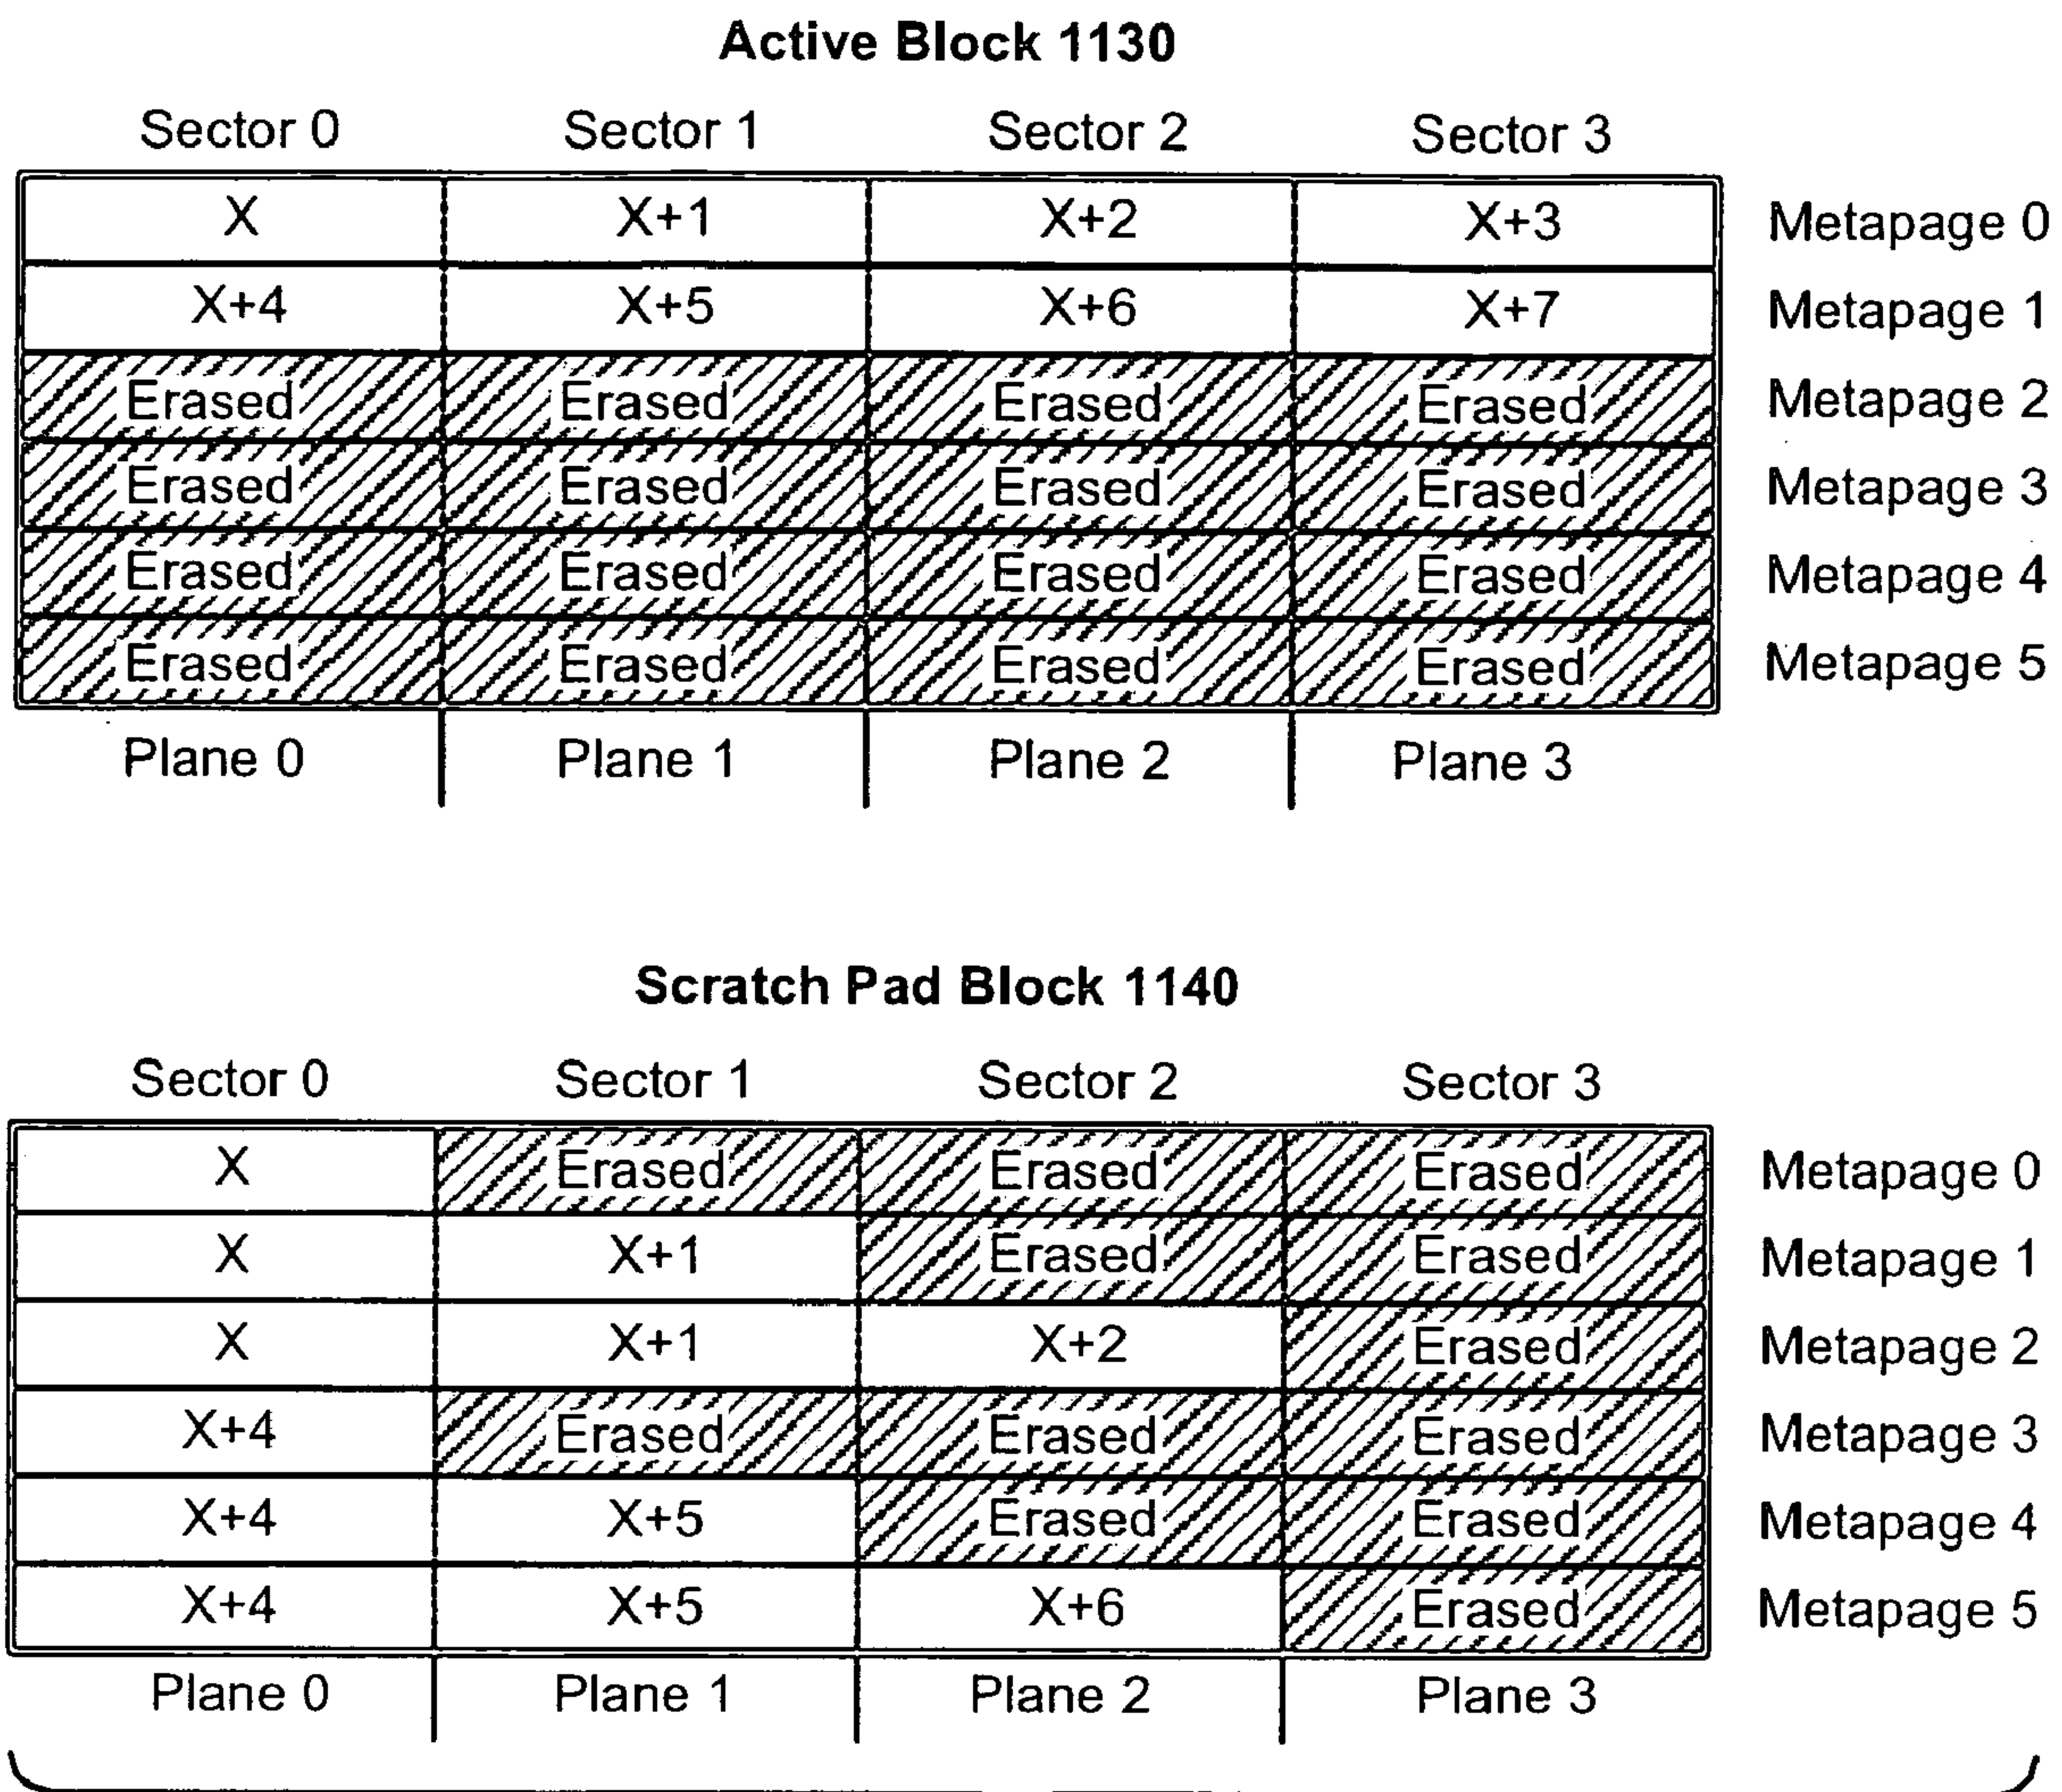 Active Block 1130
Sector 0 Sector 1 Sector 2 Sector 3
X X+1 X+2 X+3 Metapage 0
X+4 X+5 X+6 X+7 Metapage 1
Erased Erased Erased Erased Metapage 2
Erased Erased Erased Erased Metapage 3
Erased Erased Erased Erased Metapage 4
Erased Erased Erased Erased Metapage 5
Plane 0 Plane 1 Plane 2 Plane 3
Scratch Pad Block 1140
Sector 0 Sector 1 Sector 2 Sector 3
X Erased Erased Erased Metapage 0
X X+1 Erased Erased Metapage 1
X X+1 X+2 Erased Metapage 2
X+4 Erased Erased Erased Metapage 3
X+4 X+5 Erased Erased Metapage 4
X+4 X+5 X+6 Erased Metapage 5
Plane 0 Plane 1 Plane 2 Plane 3